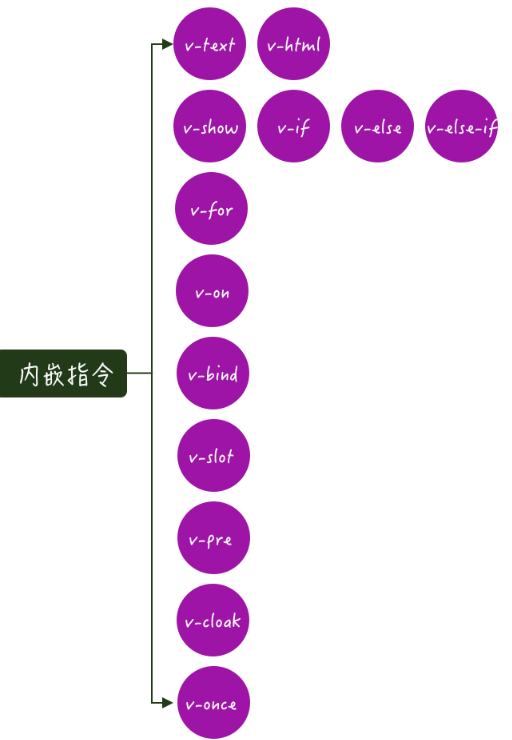 v-text v-html
v-show v-if v-else v-else-if
v-for
v-on
内嵌指令
v-bind
v-slot
v-pre
v-cloak
v-once